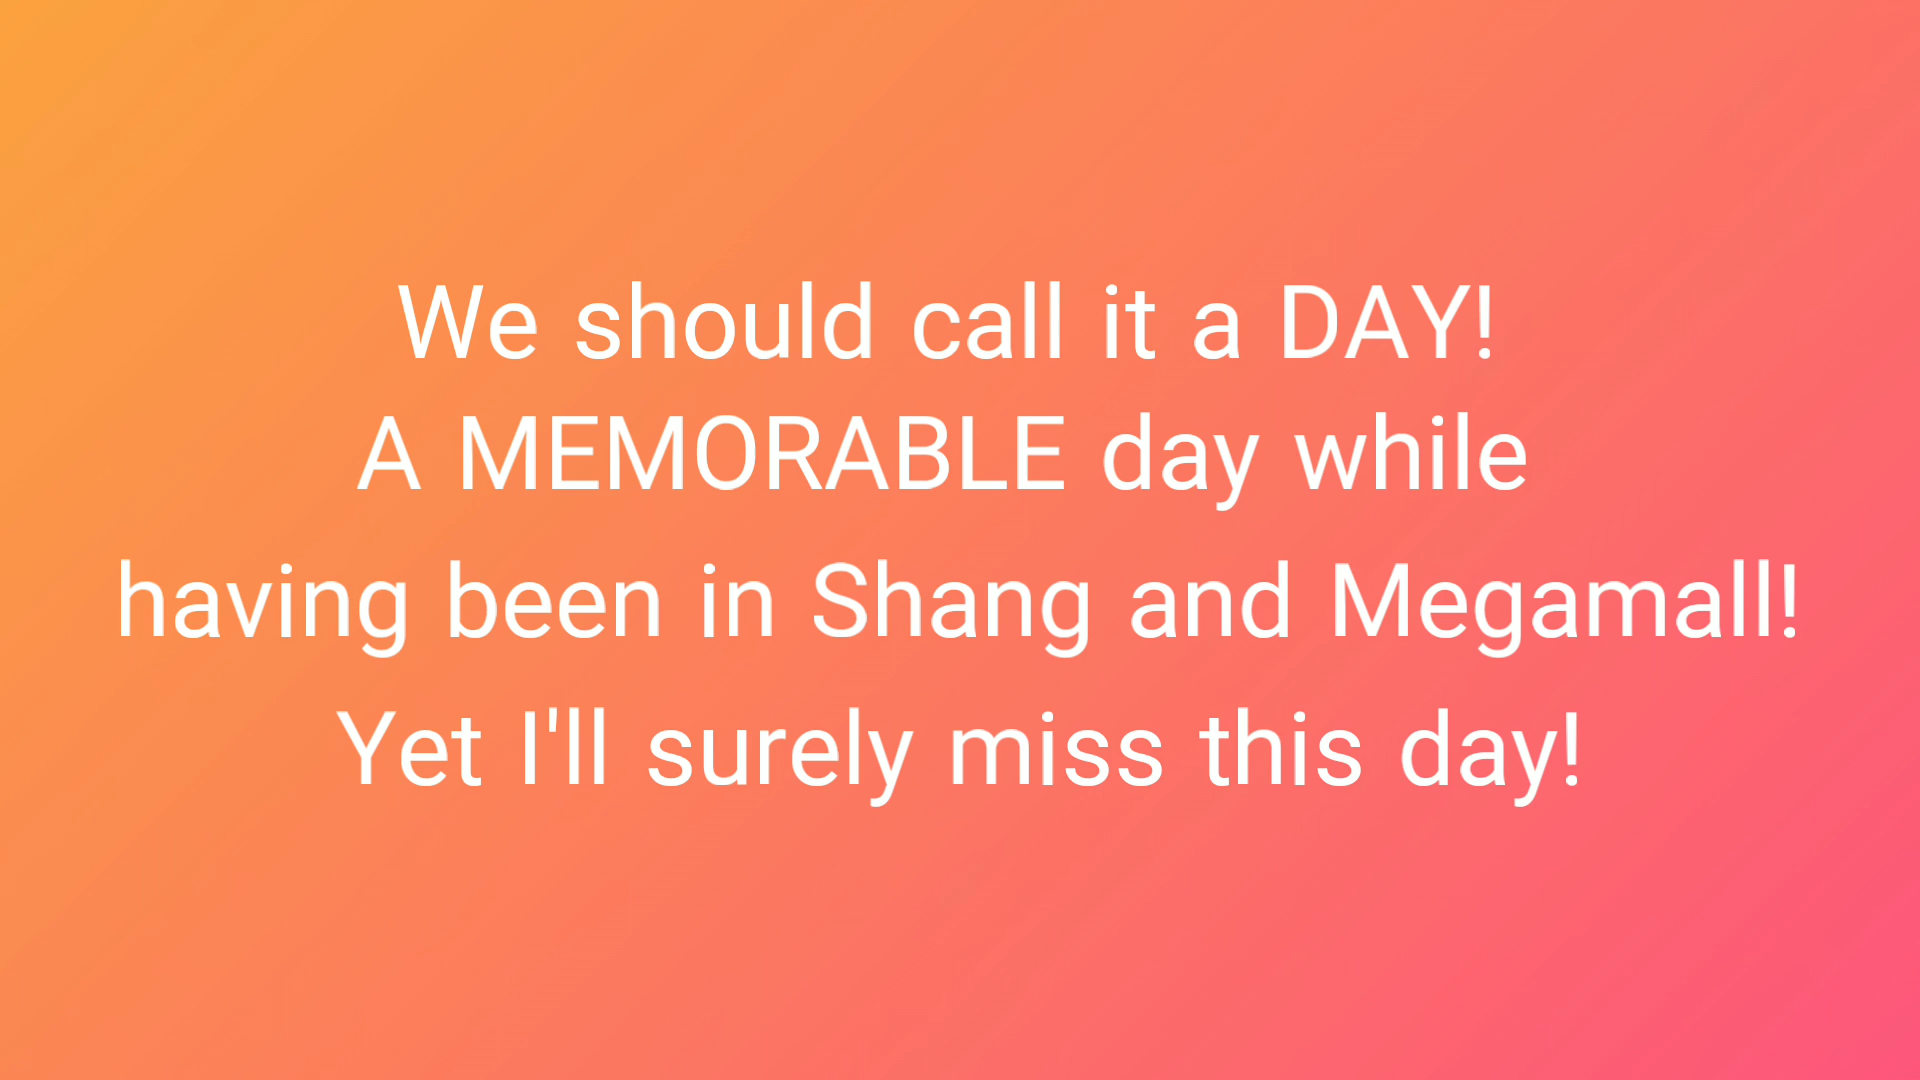 We should call it a DAY!
A MEMORABLE day while
having been in Shang and Megamall!
Yet I'll surely miss this day!